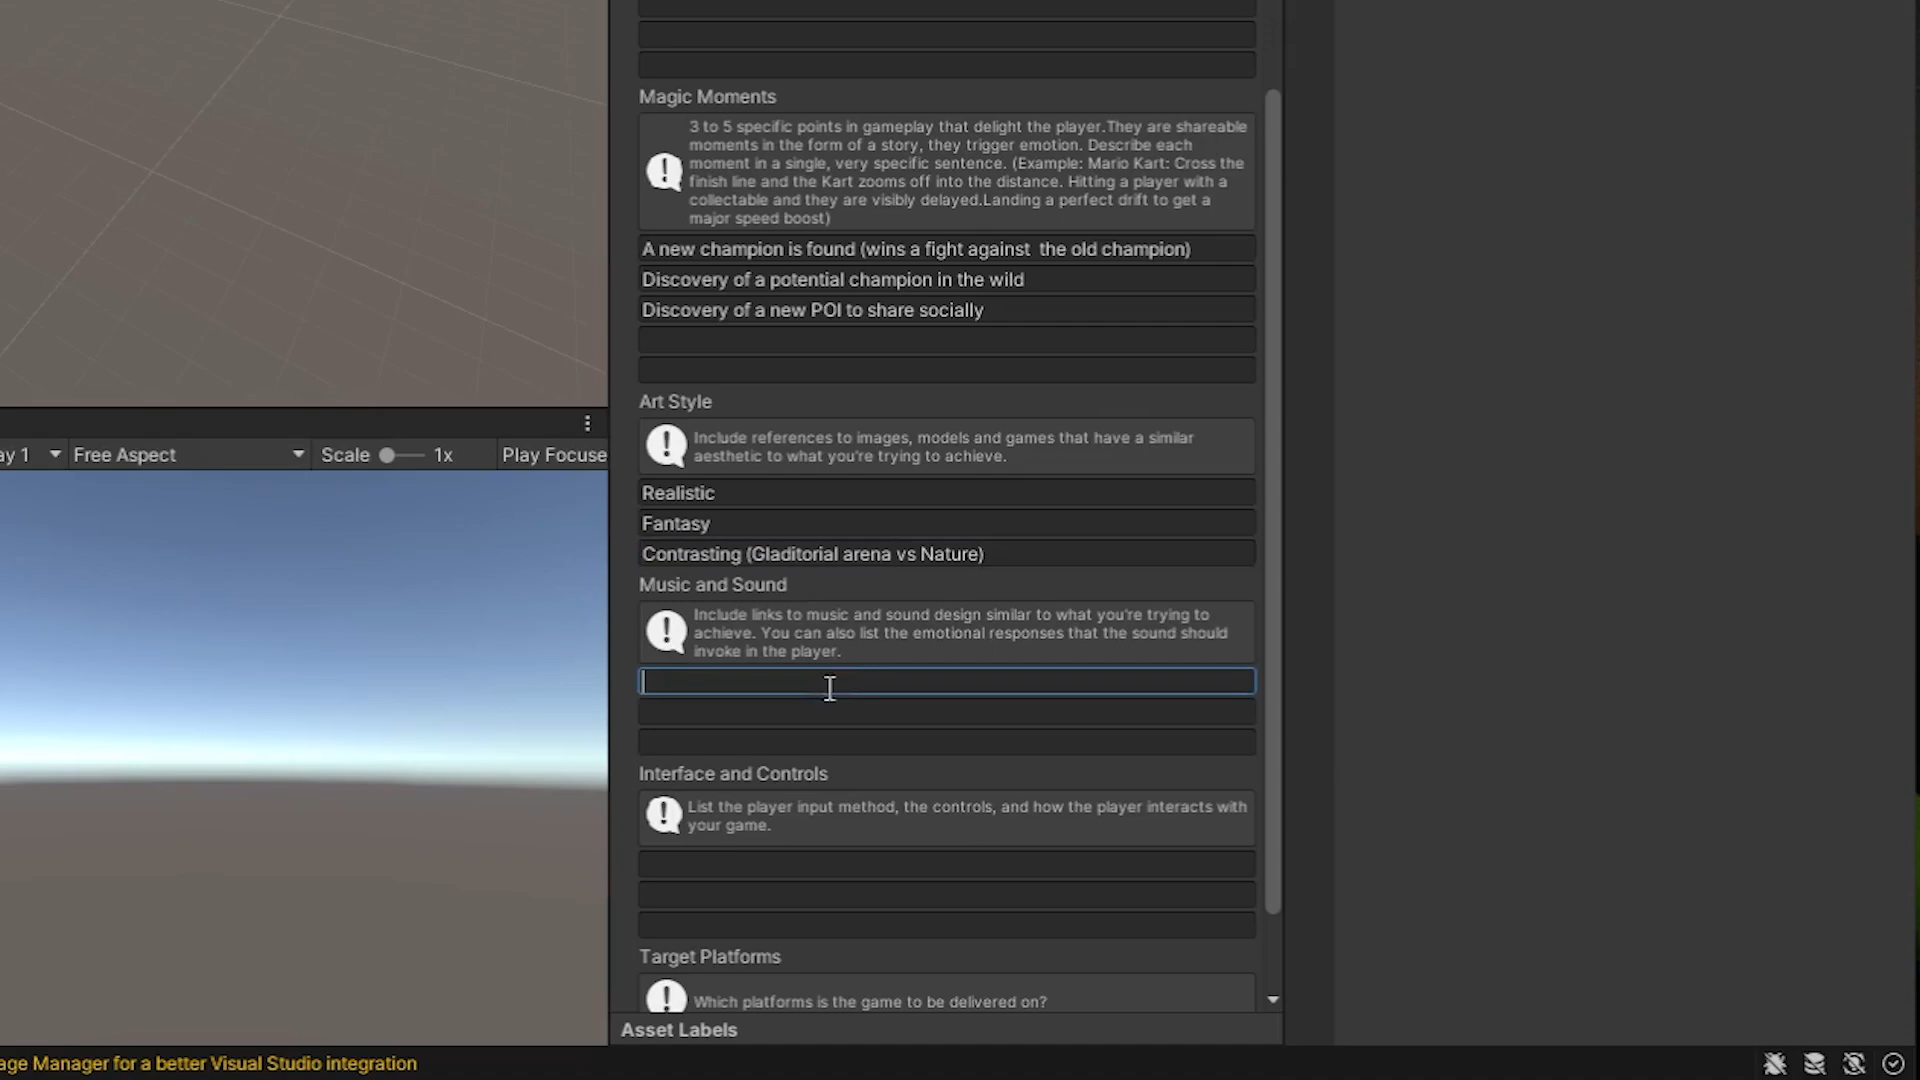 Magic Moments
3 to 5 specific points in gameplay that delight the player.They are shareable
moments in the form of a story, they trigger emotion. Describe each
moment in a single, very specific sentence. (Example: Mario Kart: Cross the
finish line and the Kart zooms off into the distance. Hitting a player with a
collectable and they are visibly delayed.Landing a perfect drift to get a
major speed boost)
A new champion is found (wins a fight against  the old champion)
Discovery of a potential champion in the wild
Discovery of a new POI to share socially
Art Style
Include references to images, models and games that have a similar
aesthetic to what you're trying to achieve.
ay 1 Free Aspect Scale 1x Play Focuse
Realistic
Fantasy
Contrasting (Gladitorial arena vs Nature)
Music and Sound
Include links to music and sound design similar to what you're trying to
achieve. You can also list the emotional responses that the sound should
invoke in the player.
Interface and Controls
List the player input method, the controls, and how the player interacts with
your game.
Target Platforms
Which platforms is the game to be delivered on?
Asset Labels
age Manager for a better Visual Studio integration